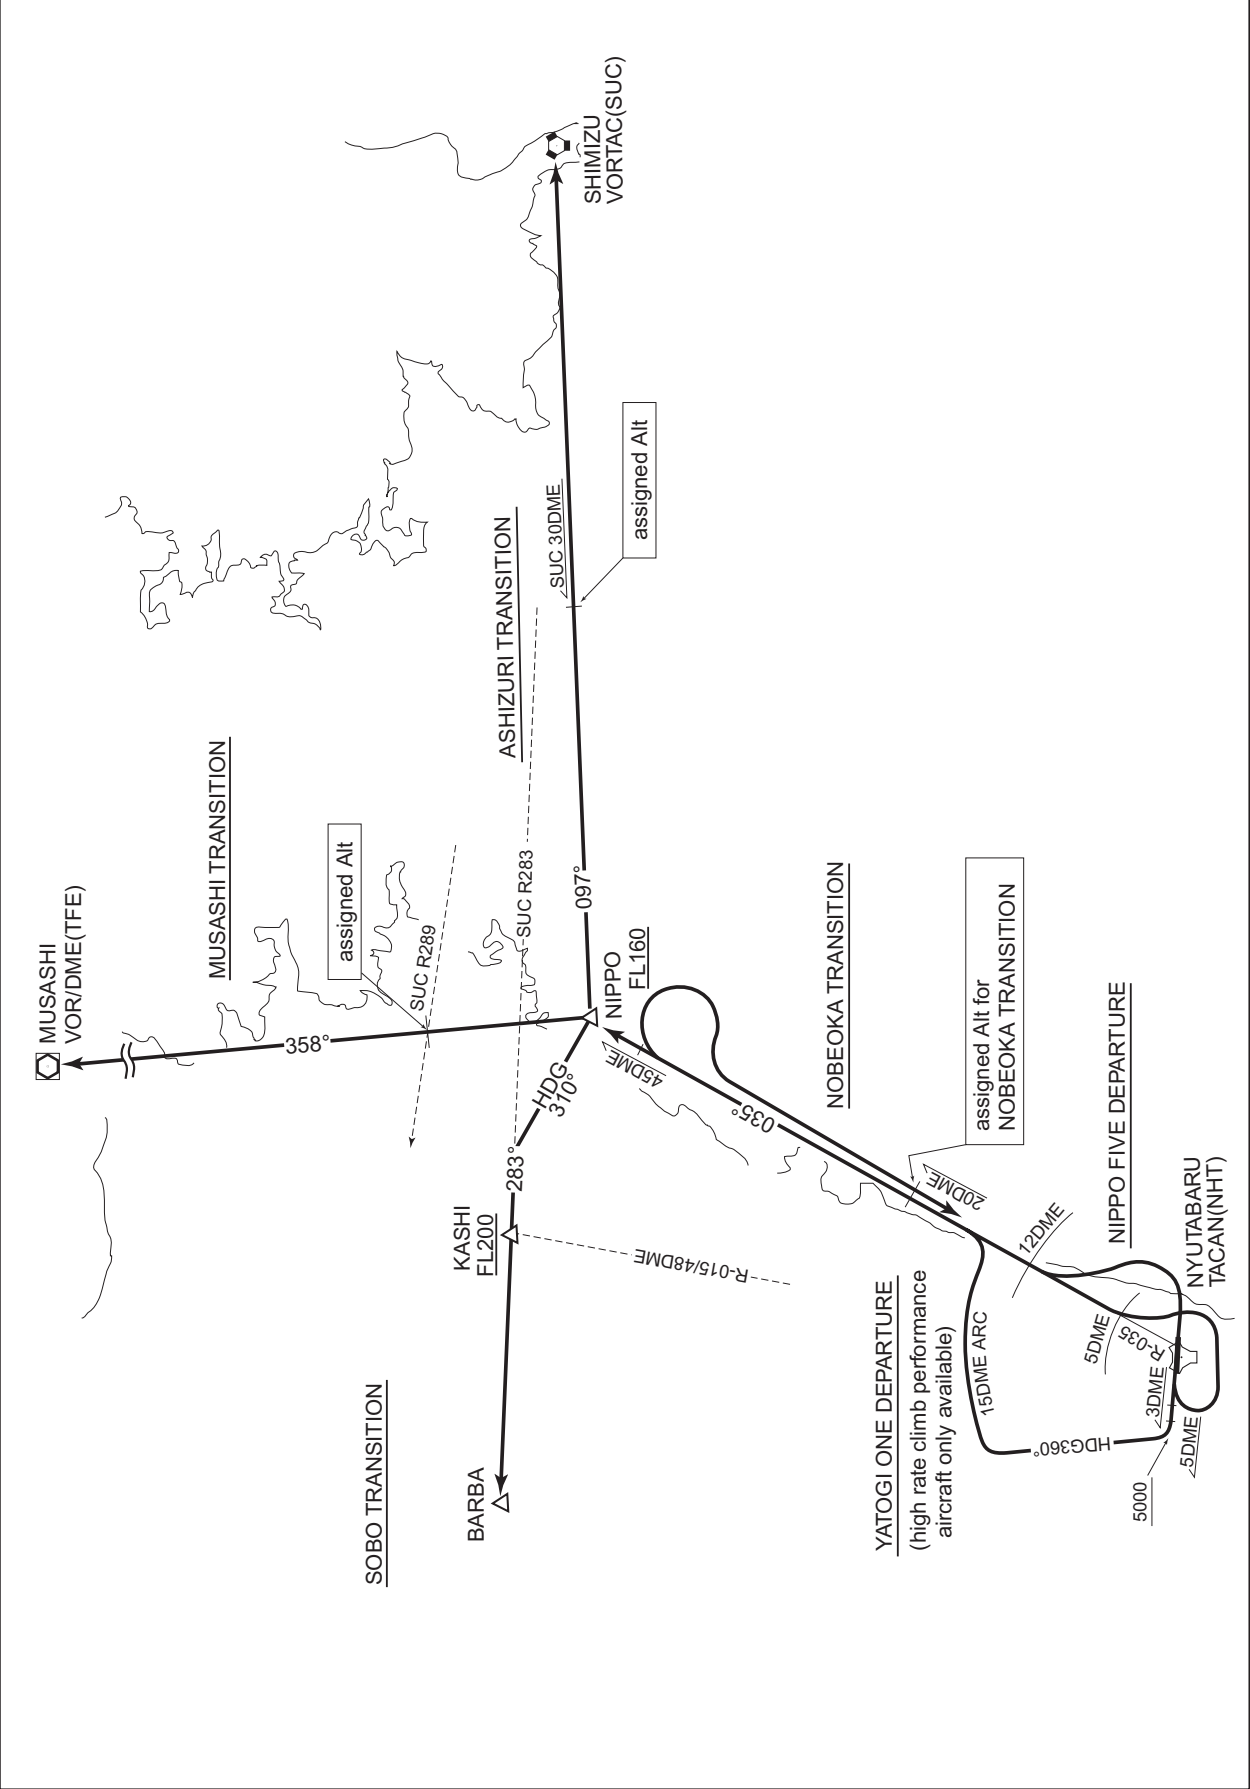 MUSASHI
VOR/DME(TFE)
MUSASHI TRANSITION
358°
assigned Alt
SUC R289
SUC R283
SHIMIZU
VORTAC(SUC)
ASHIZURI TRANSITION
SUC 30DME
assigned Alt
097°
NIPPO
FL160
HDG
310°
283°
KASHI
FL200
R-015/48DME
BARBA
SOBO TRANSITION
45DME
035°
NOBEOKA TRANSITION
assigned Alt for
NOBEOKA TRANSITION
20DME
12DME
NIPPO FIVE DEPARTURE
NYUTABARU
TACAN(NHT)
5DME
R-035
YATOGI ONE DEPARTURE
(high rate climb performance
aircraft only available)
15DME ARC
HDG360°
3DME
5DME
5000